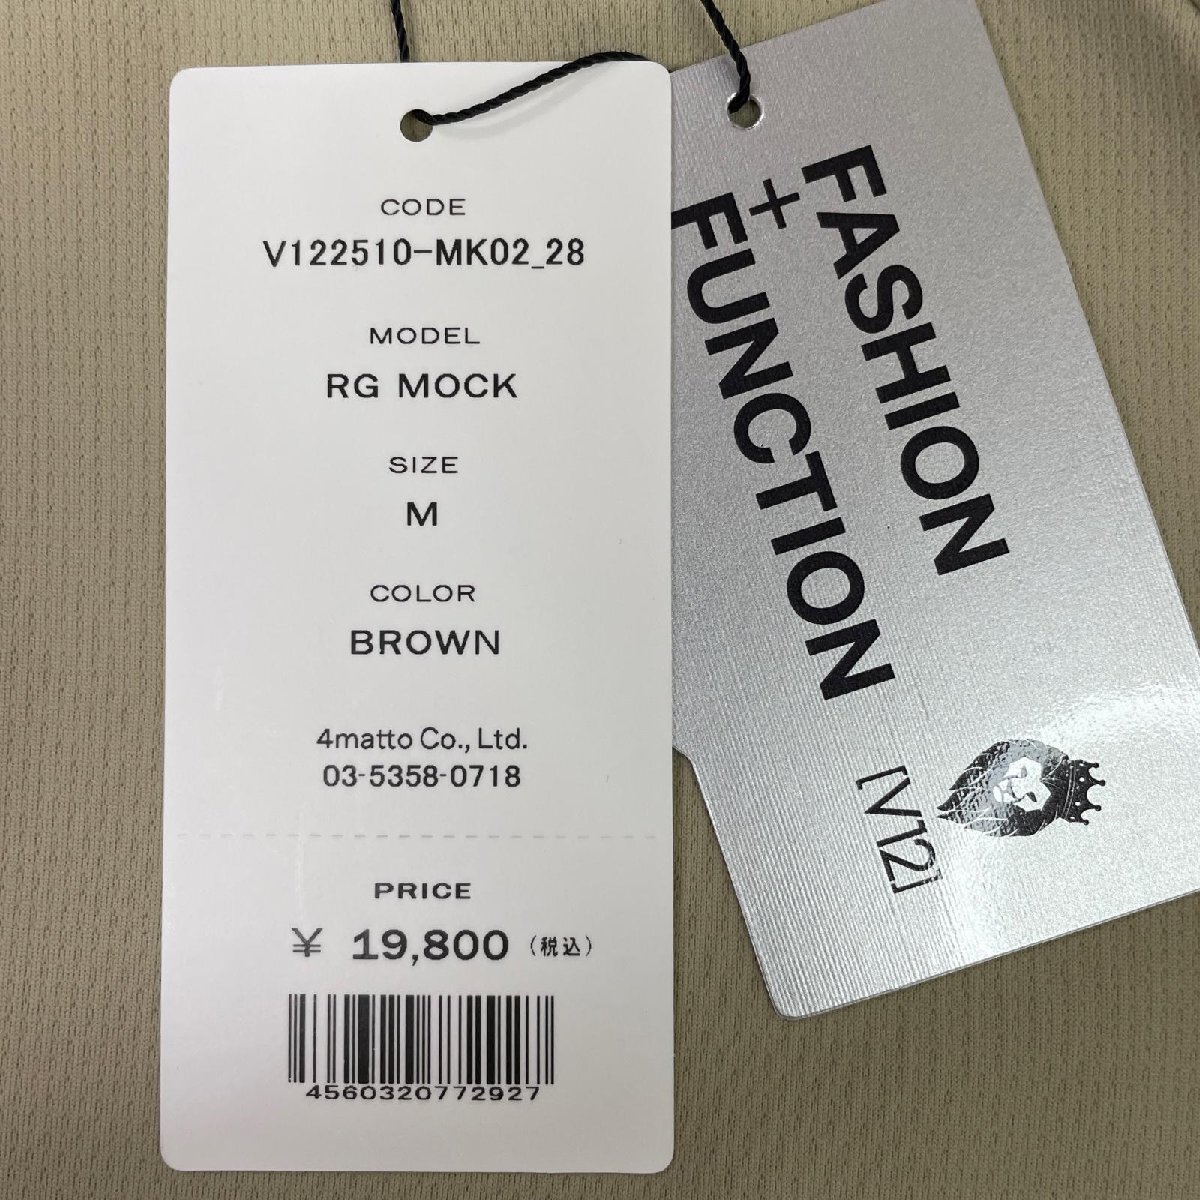 CODE
V122510-MK02_28
MODEL
RG MOCK
SIZE
M
COLOR
BROWN
4matto Co., Ltd.
03-5358-0718
PRICE
¥ 19,800 (税込)
4560320772927
FASHION
+
FUNCTION
[V12]